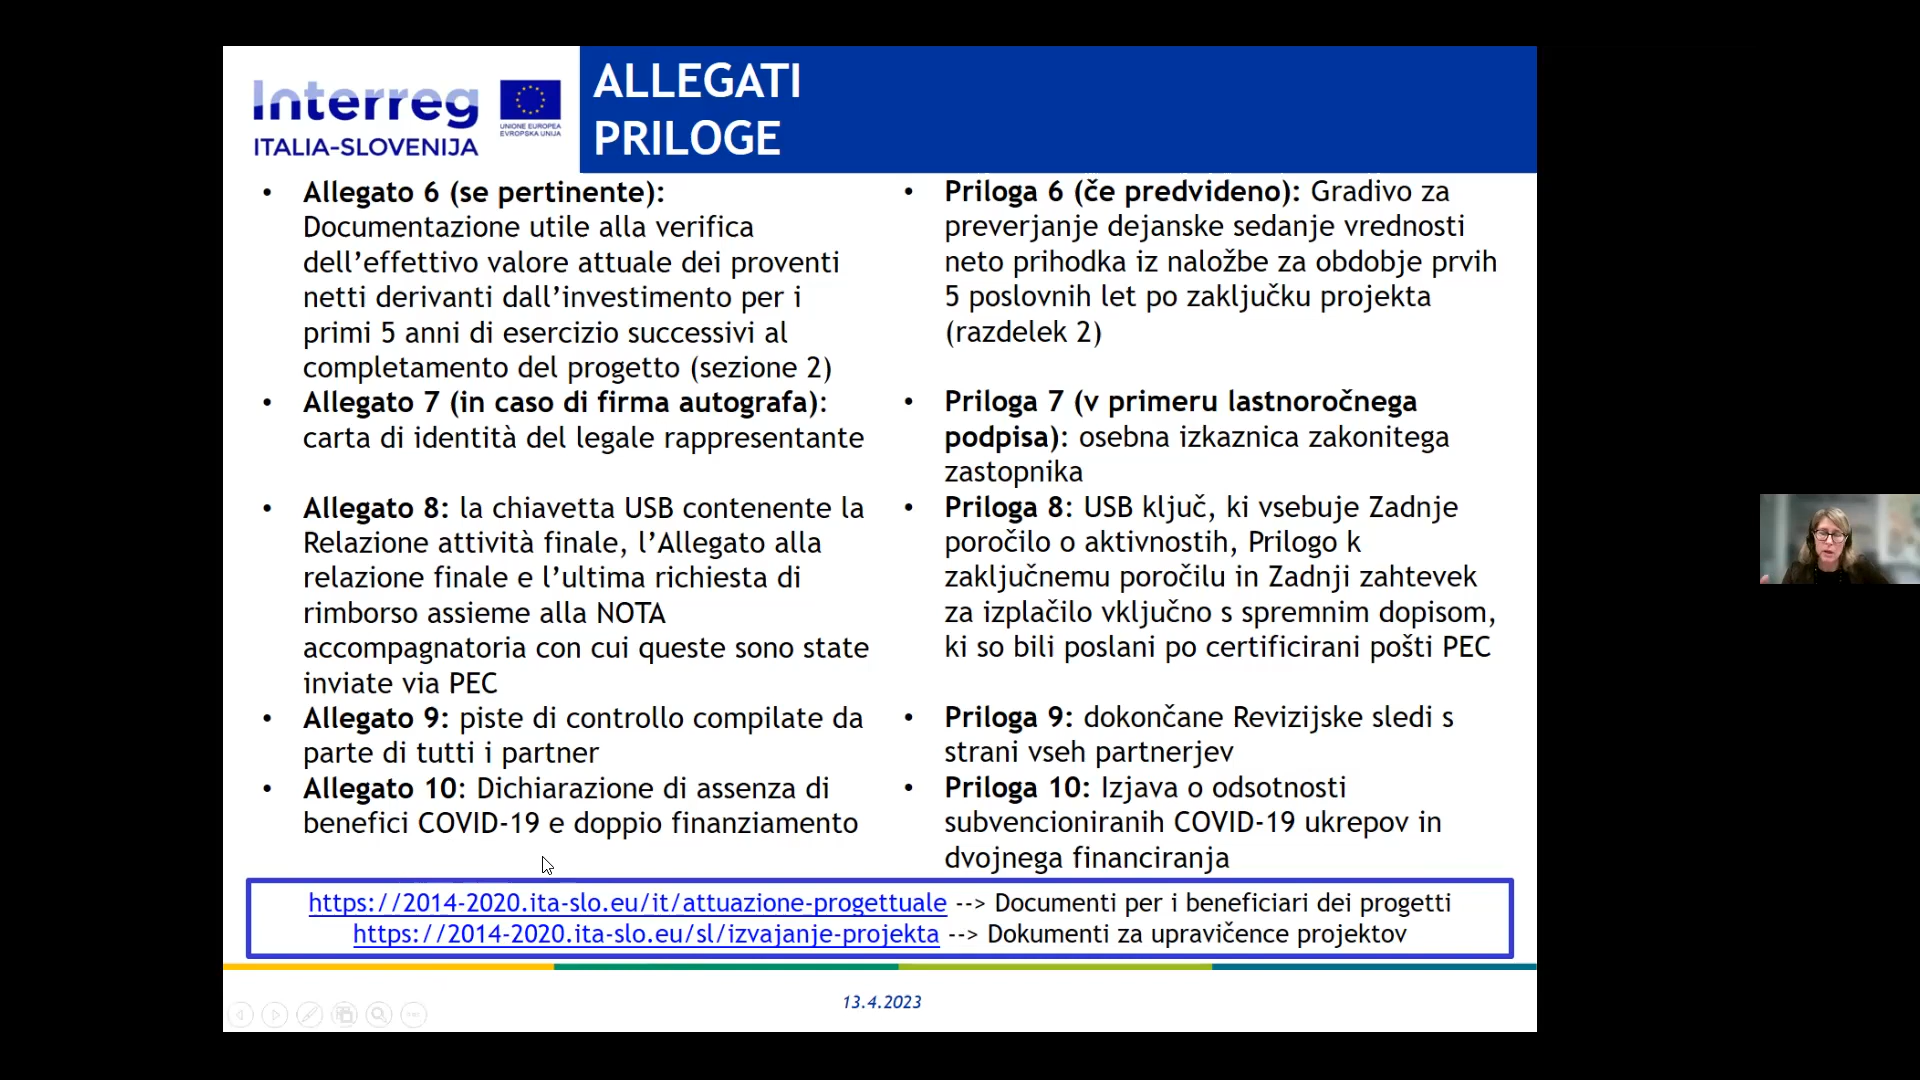 Interreg
ITALIA-SLOVENIJA
UNIONE EUROPEA
EVROPSKA UNIJA
ALLEGATI
PRILOGE
• Allegato 6 (se pertinente):
Documentazione utile alla verifica
dell’effettivo valore attuale dei proventi
netti derivanti dall’investimento per i
primi 5 anni di esercizio successivi al
completamento del progetto (sezione 2)
• Allegato 7 (in caso di firma autografa):
carta di identità del legale rappresentante
• Allegato 8: la chiavetta USB contenente la
Relazione attività finale, l’Allegato alla
relazione finale e l’ultima richiesta di
rimborso assieme alla NOTA
accompagnatoria con cui queste sono state
inviate via PEC
• Allegato 9: piste di controllo compilate da
parte di tutti i partner
• Allegato 10: Dichiarazione di assenza di
benefici COVID-19 e doppio finanziamento
• Priloga 6 (če predvideno): Gradivo za
preverjanje dejanske sedanje vrednosti
neto prihodka iz naložbe za obdobje prvih
5 poslovnih let po zaključku projekta
(razdelek 2)
• Priloga 7 (v primeru lastnoročnega
podpisa): osebna izkaznica zakonitega
zastopnika
• Priloga 8: USB ključ, ki vsebuje Zadnje
poročilo o aktivnostih, Prilogo k
zaključnemu poročilu in Zadnji zahtevek
za izplačilo vključno s spremnim dopisom,
ki so bili poslani po certificirani pošti PEC
• Priloga 9: dokončane Revizijske sledi s
strani vseh partnerjev
• Priloga 10: Izjava o odsotnosti
subvencioniranih COVID-19 ukrepov in
dvojnega financiranja
https://2014-2020.ita-slo.eu/it/attuazione-progettuale --> Documenti per i beneficiari dei progetti
https://2014-2020.ita-slo.eu/sl/izvajanje-projekta --> Dokumenti za upravičence projektov
13.4.2023